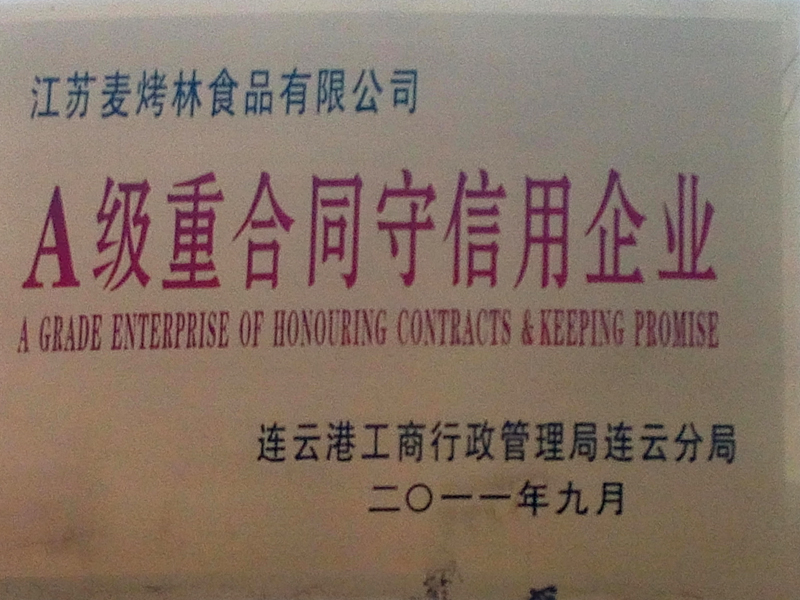 江苏麦烤林食品有限公司
A级重合同守信用企业
A GRADE ENTERPRISE OF HONOURING CONTRACTS & KEEPING PROMISE
连云港工商行政管理局连云分局
二〇一一年九月